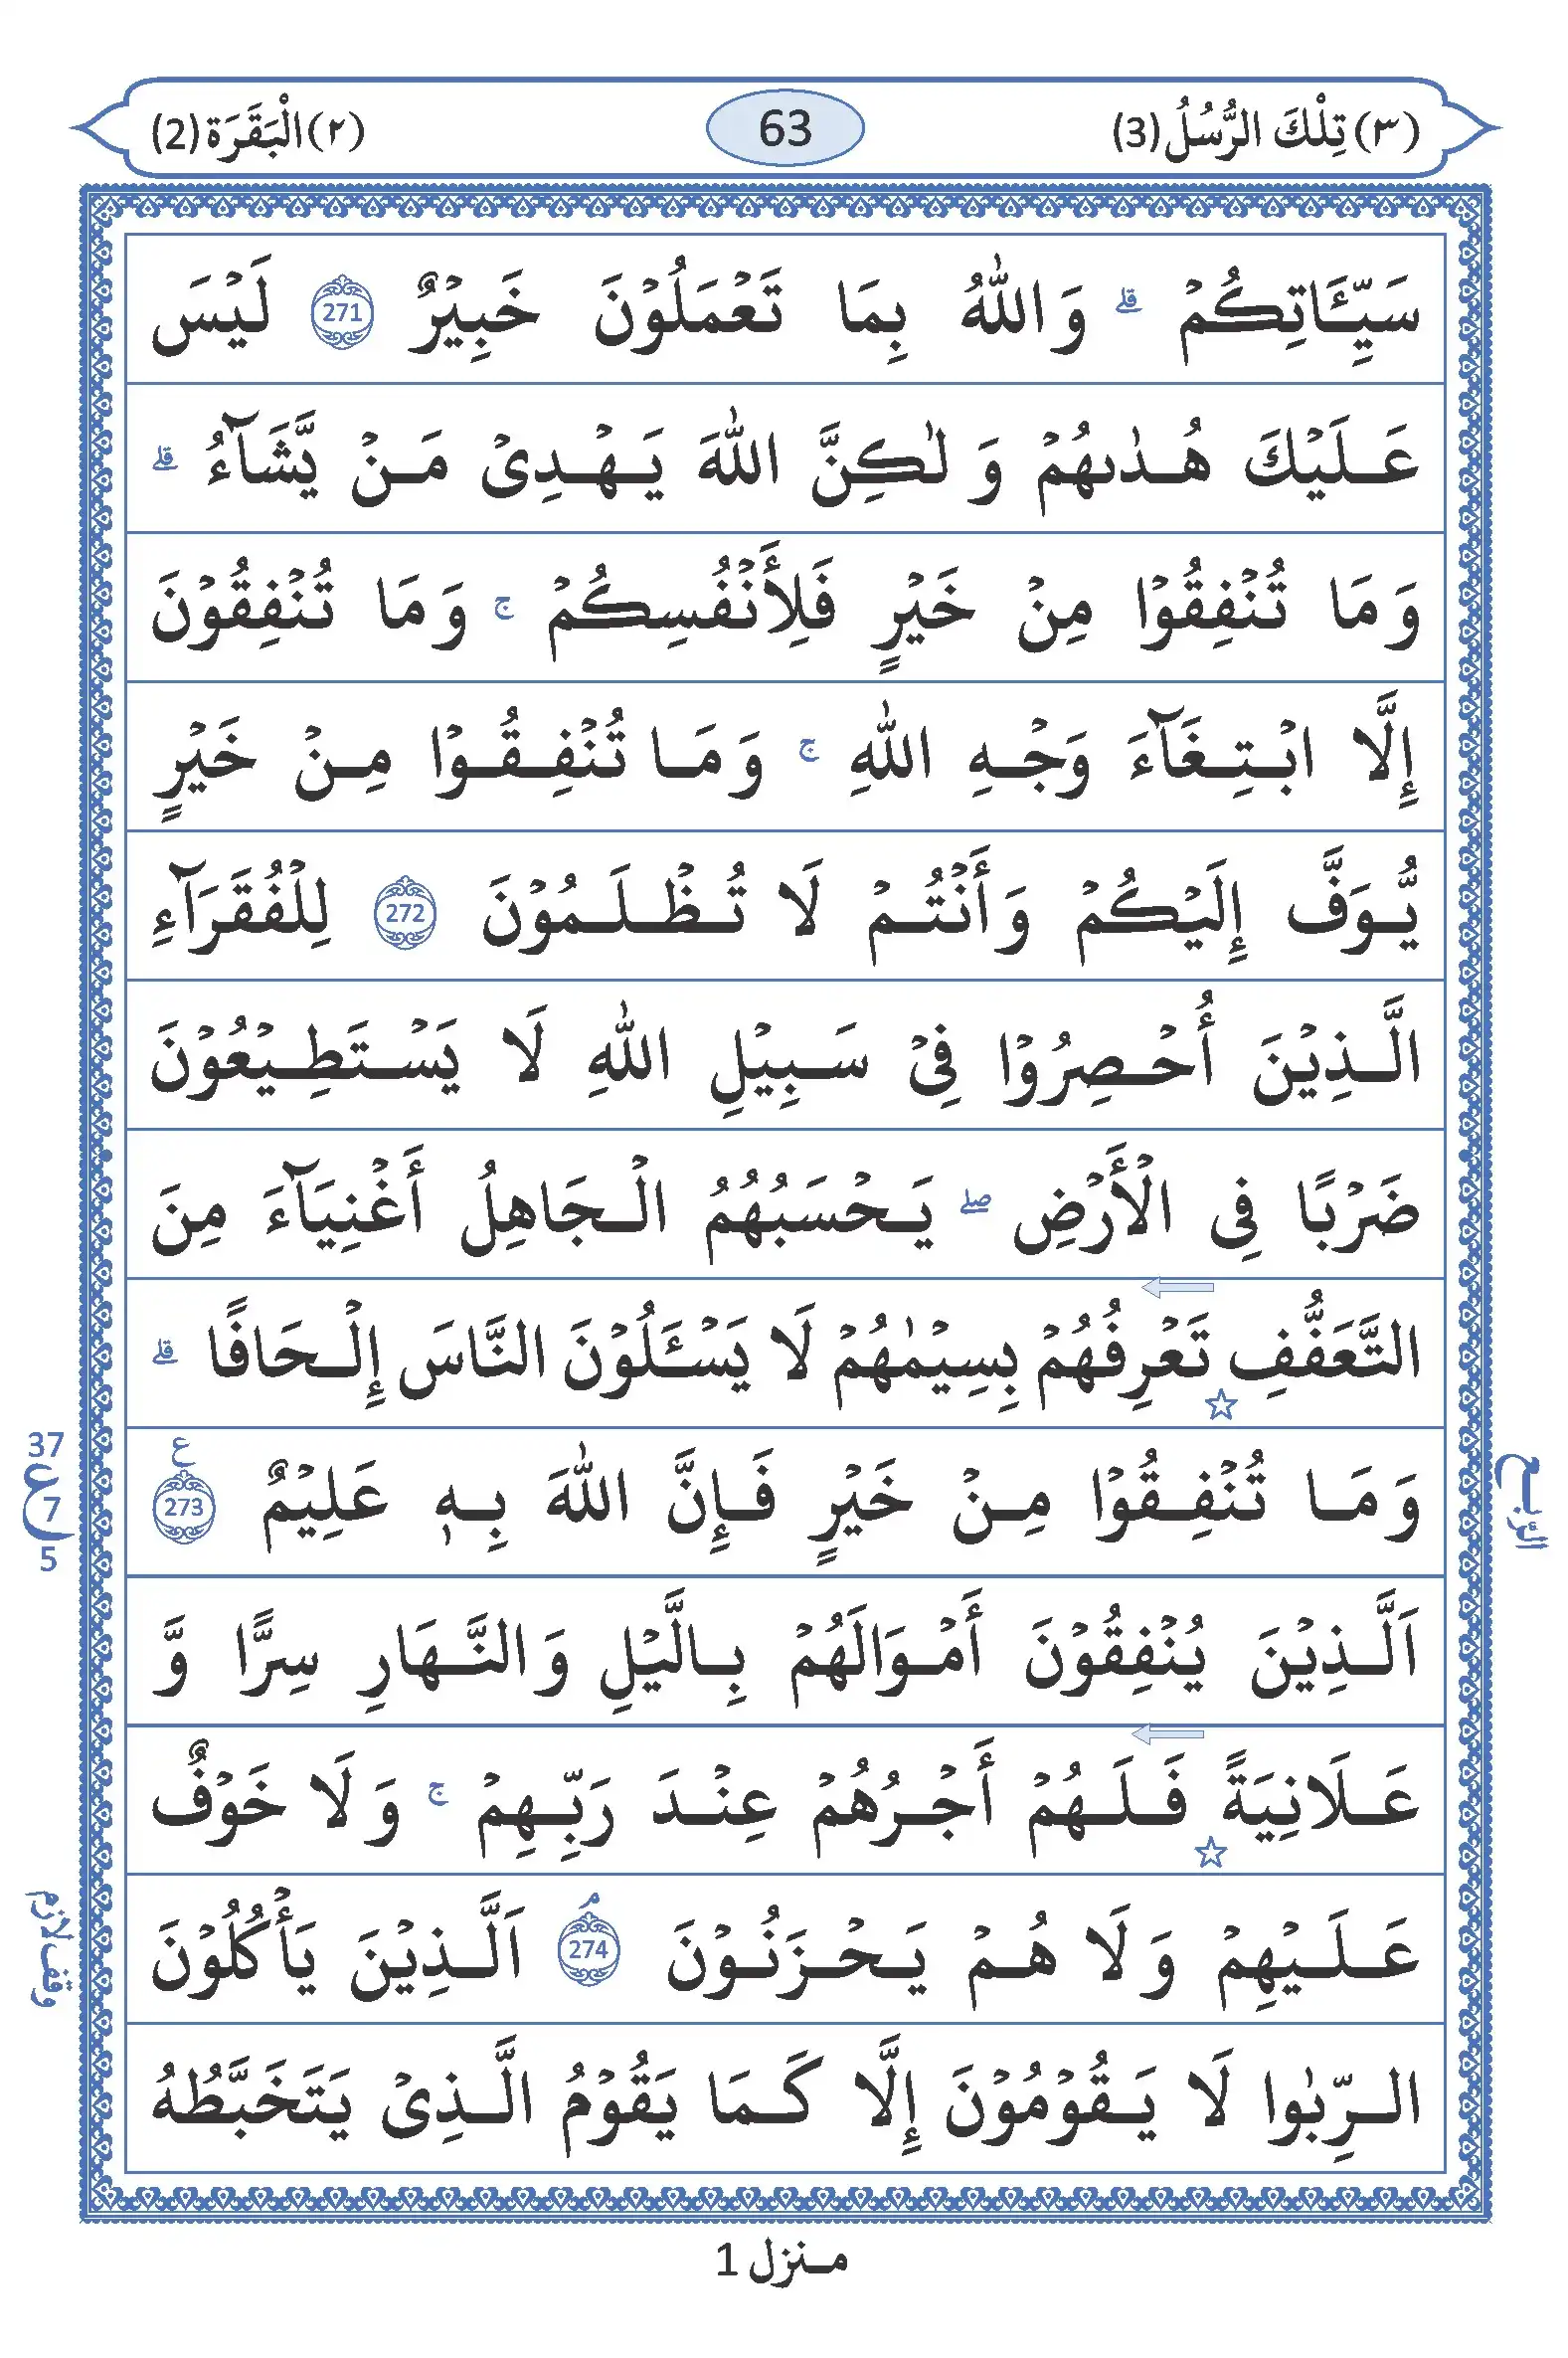 (٣) تِلْكَ الرُّسُلُ (3)
63
(٢) الْبَقَرَة (2)
سَيِّـَٔاتِكُمْ ۗ وَاللّٰهُ بِمَا تَعْمَلُوْنَ خَبِيْرٌ 271 لَيْسَ
عَلَيْكَ هُدٰىهُمْ وَ لٰكِنَّ اللّٰهَ يَهْدِىْ مَنْ يَّشَآءُ ۗ
وَ مَا تُنْفِقُوْا مِنْ خَيْرٍ فَلِأَنْفُسِكُمْ ۚ وَ مَا تُنْفِقُوْنَ
إِلَّا ابْتِغَآءَ وَجْهِ اللّٰهِ ۚ وَ مَا تُنْفِقُوْا مِنْ خَيْرٍ
يُّوَفَّ إِلَيْكُمْ وَ أَنْتُمْ لَا تُظْلَمُوْنَ 272 لِلْفُقَرَآءِ
الَّذِيْنَ أُحْصِرُوْا فِىْ سَبِيْلِ اللّٰهِ لَا يَسْتَطِيْعُوْنَ
ضَرْبًا فِى الْأَرْضِ ۖ يَحْسَبُهُمُ الْجَاهِلُ أَغْنِيَآءَ مِنَ
التَّعَفُّفِ تَعْرِفُهُمْ بِسِيْمٰهُمْ لَا يَسْـَٔلُوْنَ النَّاسَ إِلْحَافًا ۗ
وَ مَا تُنْفِقُوْا مِنْ خَيْرٍ فَإِنَّ اللّٰهَ بِهٖ عَلِيْمٌ 273 ع
اَلَّذِيْنَ يُنْفِقُوْنَ أَمْوَالَهُمْ بِالَّيْلِ وَ النَّهَارِ سِرًّا وَّ
عَلَانِيَةً فَلَهُمْ أَجْرُهُمْ عِنْدَ رَبِّهِمْ ۚ وَ لَا خَوْفٌ
عَلَيْهِمْ وَ لَا هُمْ يَحْزَنُوْنَ 274 ۘ اَلَّذِيْنَ يَأْكُلُوْنَ
الرِّبٰوا لَا يَقُوْمُوْنَ إِلَّا كَمَا يَقُوْمُ الَّذِىْ يَتَخَبَّطُهُ
الربع
37
ع 7
5
وقف لازم
منزل 1